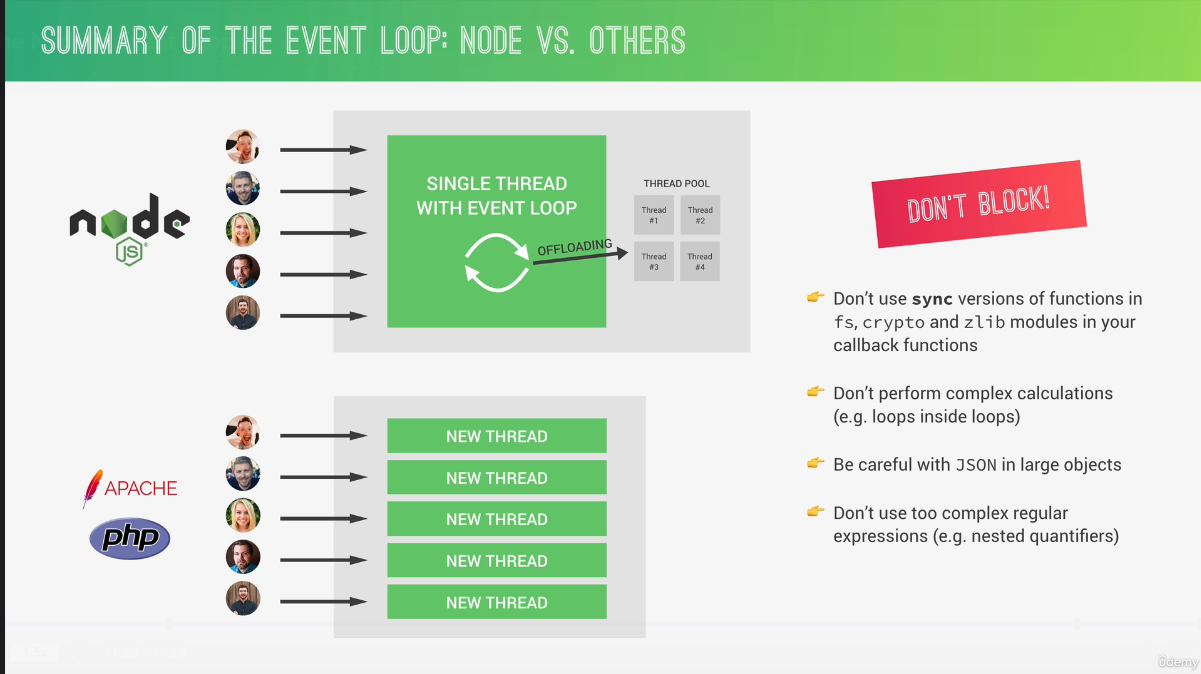 SUMMARY OF THE EVENT LOOP: NODE VS. OTHERS
node
JS
SINGLE THREAD
WITH EVENT LOOP
OFFLOADING
THREAD POOL
Thread
#1
Thread
#2
Thread
#3
Thread
#4
APACHE
php
NEW THREAD
NEW THREAD
NEW THREAD
NEW THREAD
NEW THREAD
DON'T BLOCK!
Don't use sync versions of functions in
fs, crypto and zlib modules in your
callback functions
Don't perform complex calculations
(e.g. loops inside loops)
Be careful with JSON in large objects
Don't use too complex regular
expressions (e.g. nested quantifiers)
ûdemy